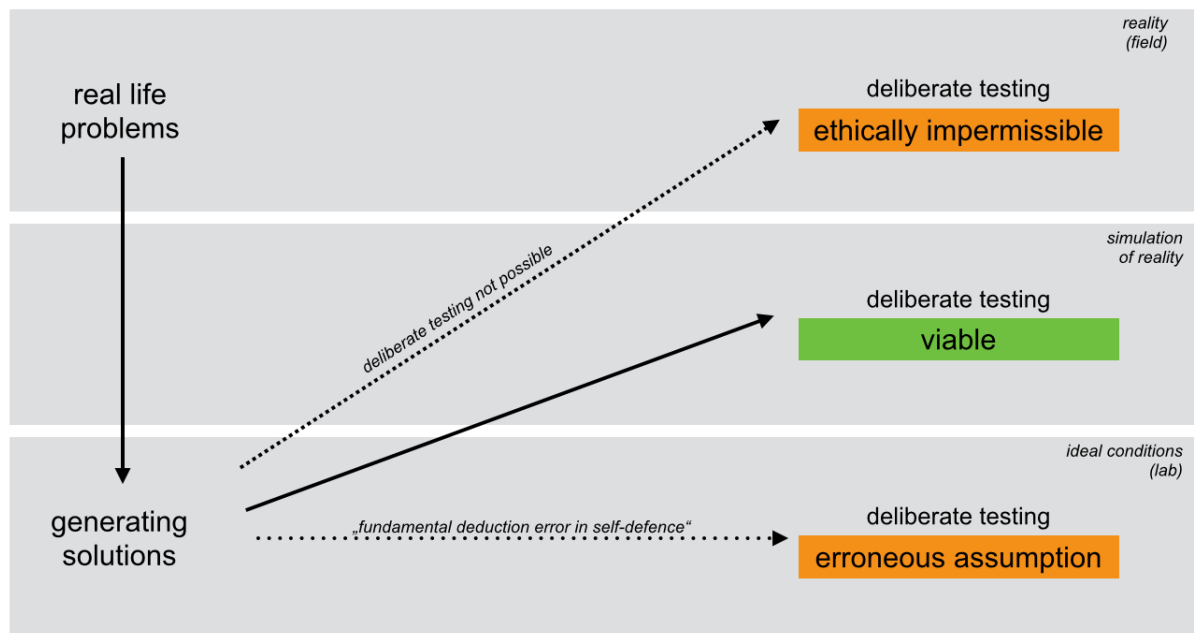 reality
(field)
real life
problems
deliberate testing
ethically impermissible
deliberate testing not possible
simulation
of reality
deliberate testing
viable
ideal conditions
(lab)
generating
solutions
„fundamental deduction error in self-defence“
deliberate testing
erroneous assumption